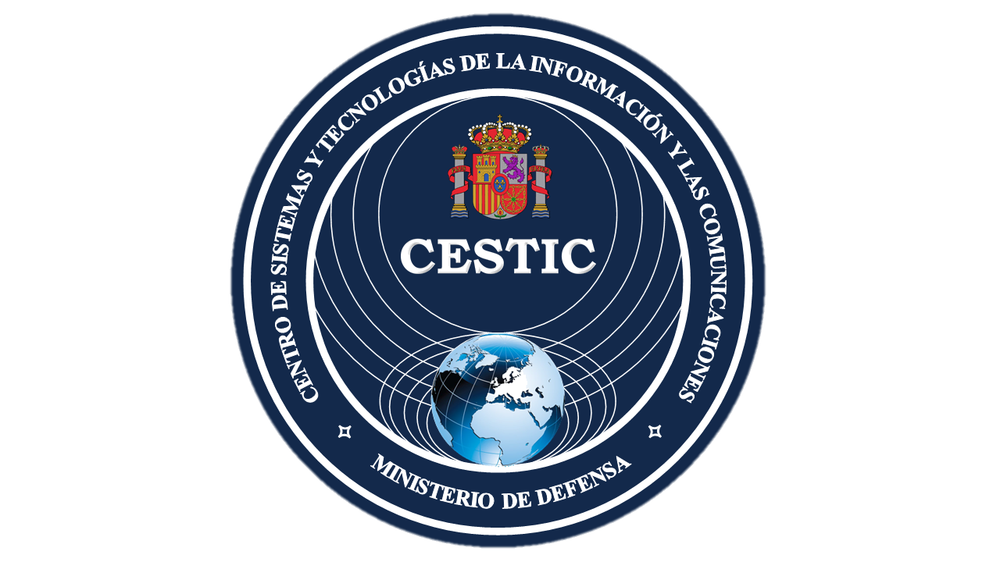 CENTRO DE SISTEMAS Y TECNOLOGÍAS DE LA INFORMACIÓN Y LAS COMUNICACIONES
CESTIC
MINISTERIO DE DEFENSA